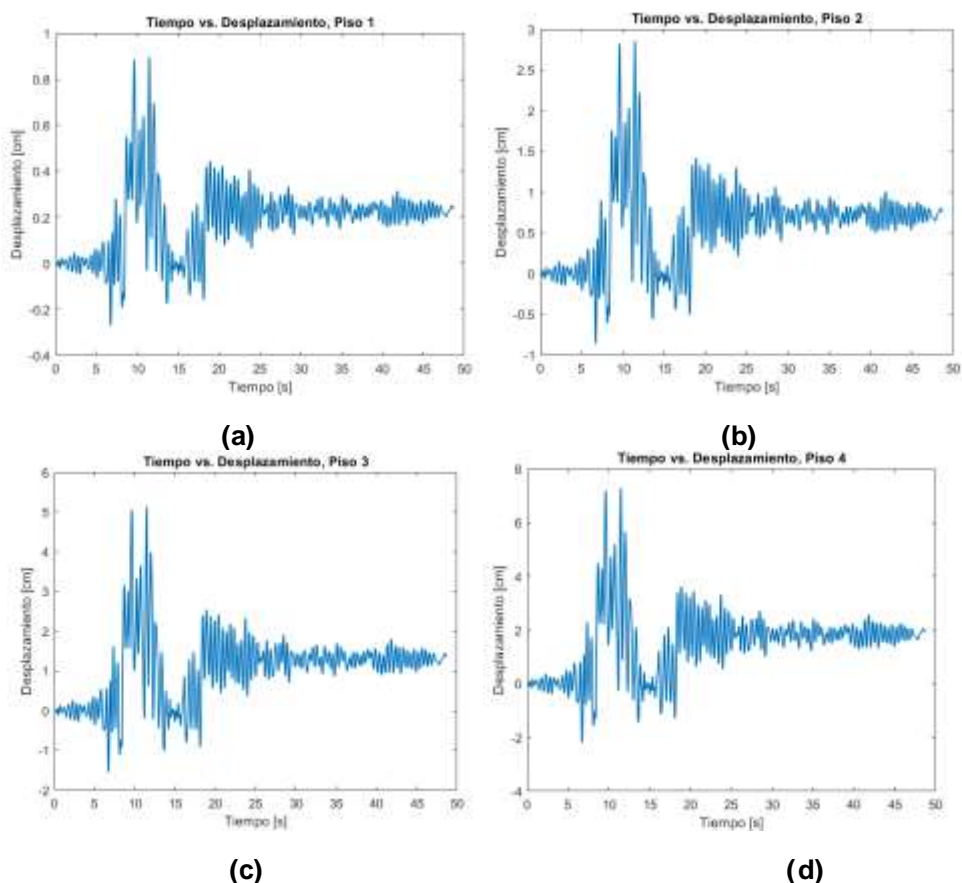 Tiempo vs. Desplazamiento, Piso 1
Desplazamiento [cm]
1
0.8
0.6
0.4
0.2
0
-0.2
-0.4
0 5 10 15 20 25 30 35 40 45 50
Tiempo [s]
(a)
Tiempo vs. Desplazamiento, Piso 2
Desplazamiento [cm]
3
2.5
2
1.5
1
0.5
0
-0.5
-1
0 5 10 15 20 25 30 35 40 45 50
Tiempo [s]
(b)
Tiempo vs. Desplazamiento, Piso 3
Desplazamiento [cm]
6
5
4
3
2
1
0
-1
-2
0 5 10 15 20 25 30 35 40 45 50
Tiempo [s]
(c)
Tiempo vs. Desplazamiento, Piso 4
Desplazamiento [cm]
8
6
4
2
0
-2
-4
0 5 10 15 20 25 30 35 40 45 50
Tiempo [s]
(d)